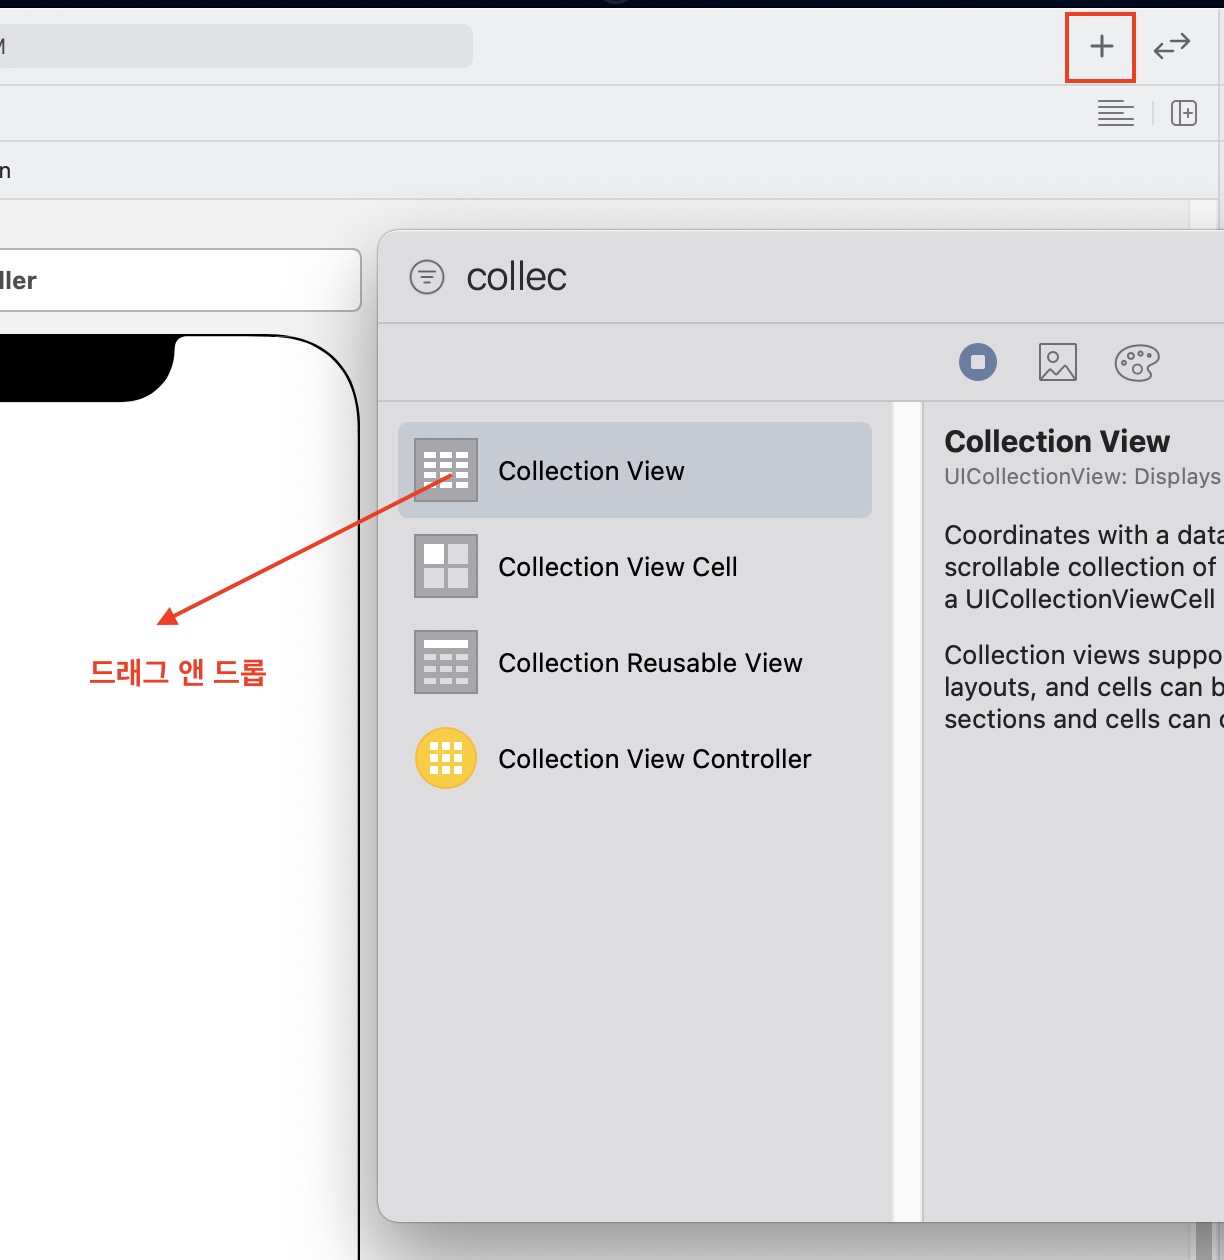 M
n
ller
collec
Collection View
Collection View Cell
Collection Reusable View
Collection View Controller
드래그 앤 드롭
Collection View
UICollectionView: Displays
Coordinates with a data
scrollable collection of
a UICollectionViewCell
Collection views suppo
layouts, and cells can b
sections and cells can